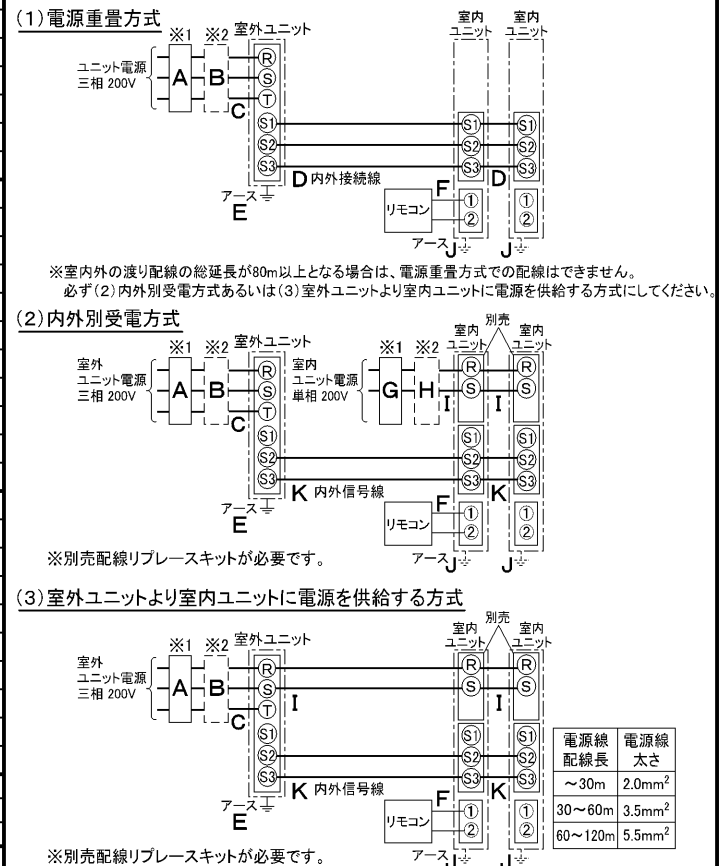 (1)電源重畳方式
※1 ※2 室外ユニット
室内
ユニット
室内
ユニット
ユニット電源
三相 200V
A
B
C
R
S
T
S1
S2
S3
S1
S2
S3
S1
S2
S3
D内外接続線
D
アース
E
F
リモコン
①
②
①
②
アース
J
J
※室内外の渡り配線の総延長が80m以上となる場合は、電源重畳方式での配線はできません。
必ず(2)内外別受電方式あるいは(3)室外ユニットより室内ユニットに電源を供給する方式にしてください。
(2)内外別受電方式
※1 ※2 室外ユニット
※1 ※2
室内
ユニット
別売
室内
ユニット
室外
ユニット電源
三相 200V
A
B
C
R
S
T
S1
S2
S3
室内
ユニット電源
単相 200V
G
H
I
I
R
S
S1
S2
S3
R
S
S1
S2
S3
K 内外信号線
K
アース
E
F
リモコン
①
②
①
②
アース
J
J
※別売配線リプレースキットが必要です。
(3)室外ユニットより室内ユニットに電源を供給する方式
※1 ※2 室外ユニット
室内
ユニット
別売
室内
ユニット
室外
ユニット電源
三相 200V
A
B
C
R
S
T
S1
S2
S3
I
I
R
S
S1
S2
S3
R
S
S1
S2
S3
K 内外信号線
K
アース
E
F
リモコン
①
②
①
②
アース
J
J
※別売配線リプレースキットが必要です。
電源線
配線長
電源線
太さ
～30m 2.0mm²
30～60m 3.5mm²
60～120m 5.5mm²